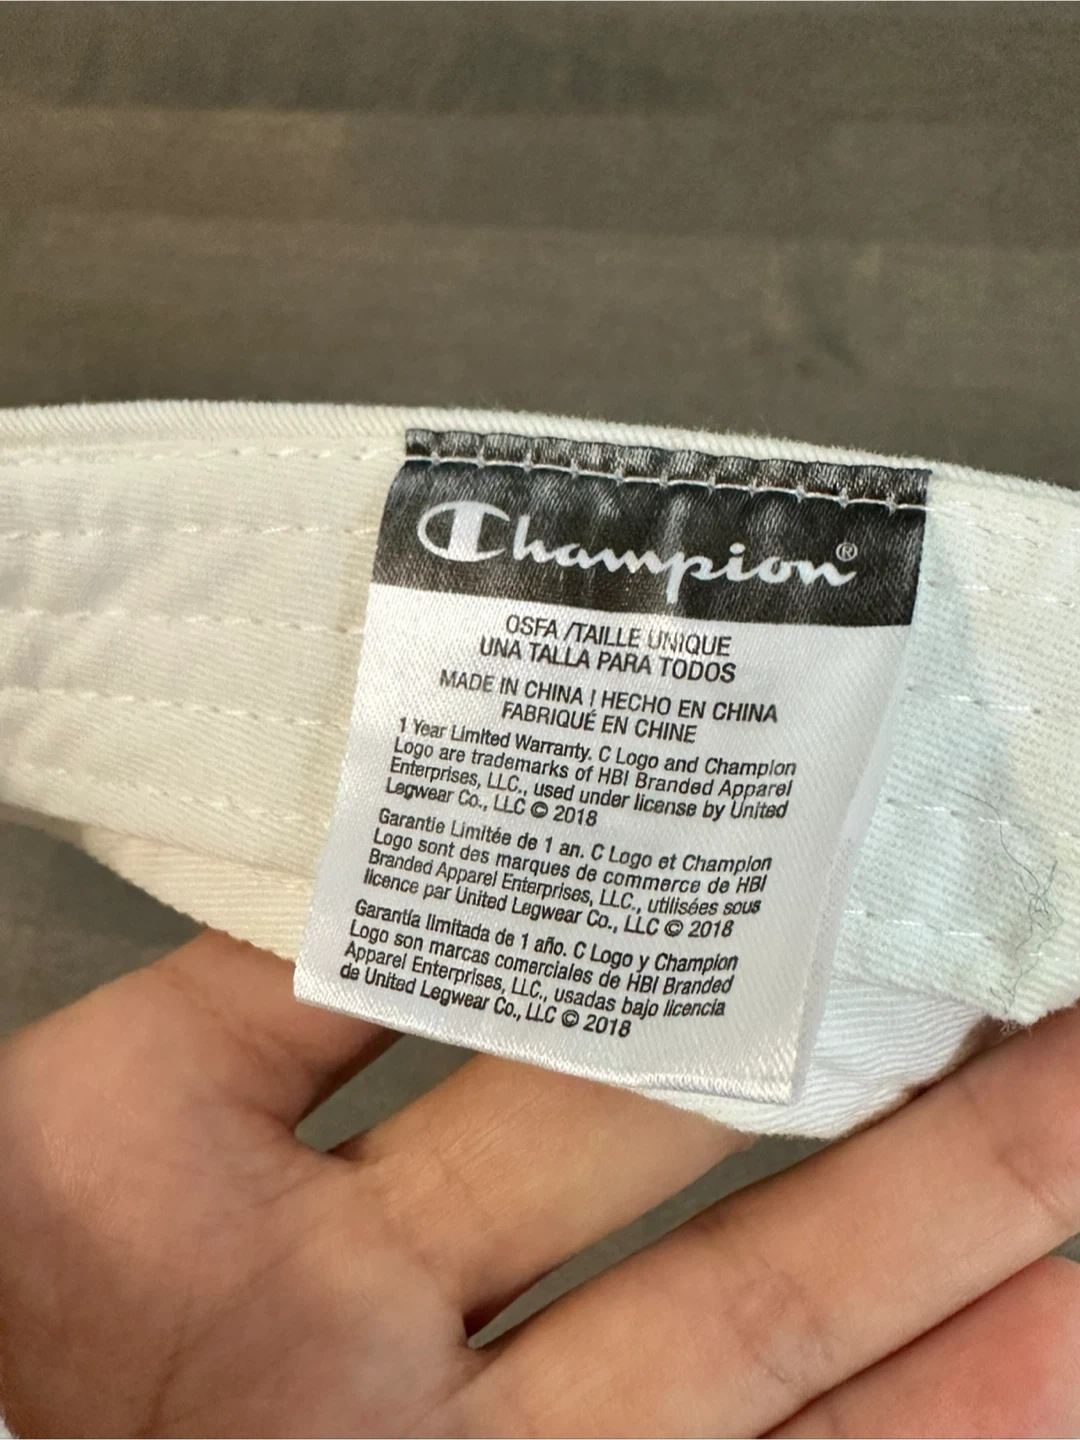 Champion®
OSFA /TAILLE UNIQUE
UNA TALLA PARA TODOS
MADE IN CHINA | HECHO EN CHINA
FABRIQUÉ EN CHINE
1 Year Limited Warranty. C Logo and Champion
Logo are trademarks of HBI Branded Apparel
Enterprises, LLC., used under license by United
Legwear Co., LLC © 2018
Garantie Limitée de 1 an. C Logo et Champion
Logo sont des marques de commerce de HBI
Branded Apparel Enterprises, LLC., utilisées sous
licence par United Legwear Co., LLC © 2018
Garantía limitada de 1 año. C Logo y Champion
Logo son marcas comerciales de HBI Branded
Apparel Enterprises, LLC., usadas bajo licencia
de United Legwear Co., LLC © 2018